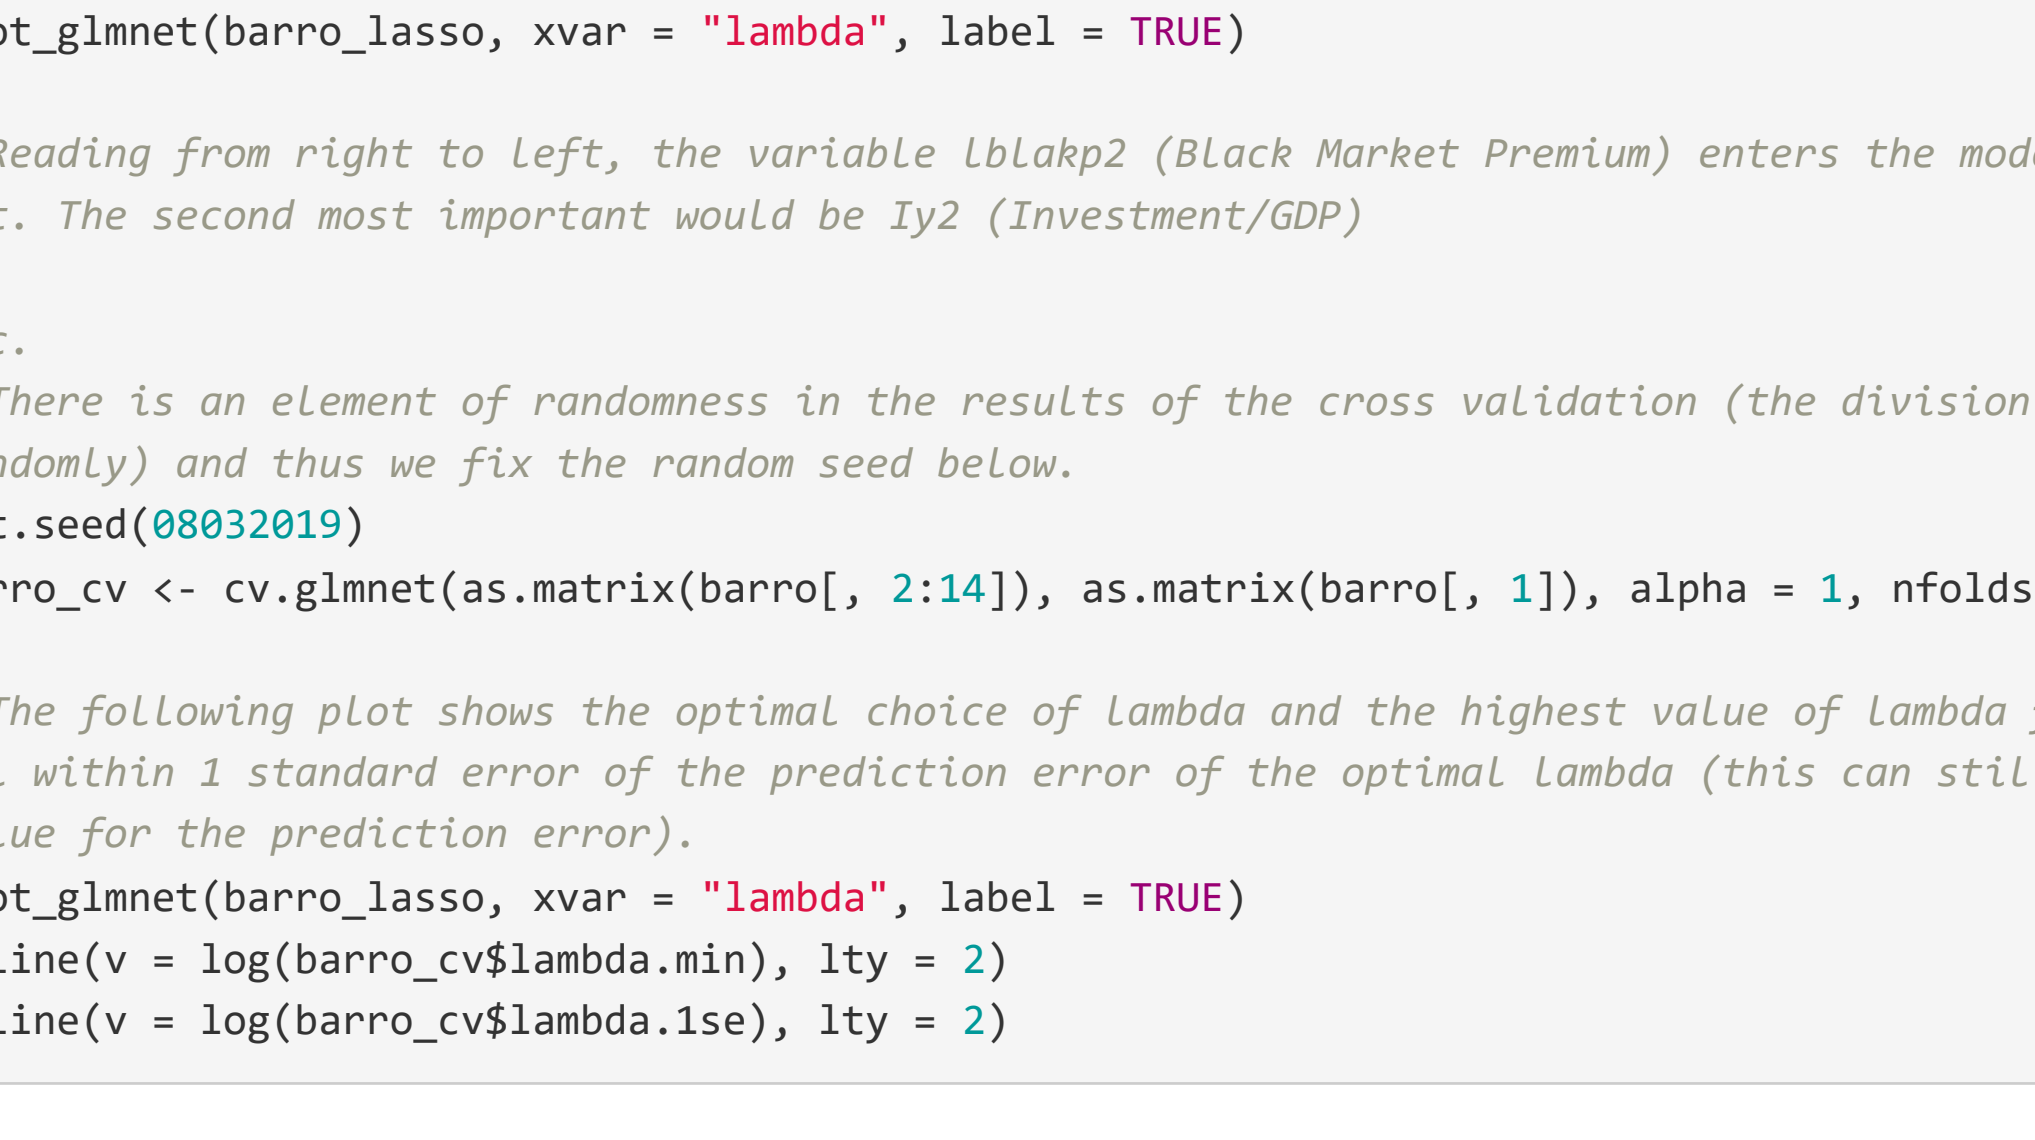 ot_glmnet(barro_lasso, xvar = "lambda", label = TRUE)
Reading from right to left, the variable lblakp2 (Black Market Premium) enters the mod
t. The second most important would be Iy2 (Investment/GDP)
c.
There is an element of randomness in the results of the cross validation (the division
ndomly) and thus we fix the random seed below.
t.seed(08032019)
rro_cv <- cv.glmnet(as.matrix(barro[, 2:14]), as.matrix(barro[, 1]), alpha = 1, nfolds
The following plot shows the optimal choice of lambda and the highest value of lambda
l within 1 standard error of the prediction error of the optimal lambda (this can stil
lue for the prediction error).
ot_glmnet(barro_lasso, xvar = "lambda", label = TRUE)
line(v = log(barro_cv$lambda.min), lty = 2)
line(v = log(barro_cv$lambda.1se), lty = 2)